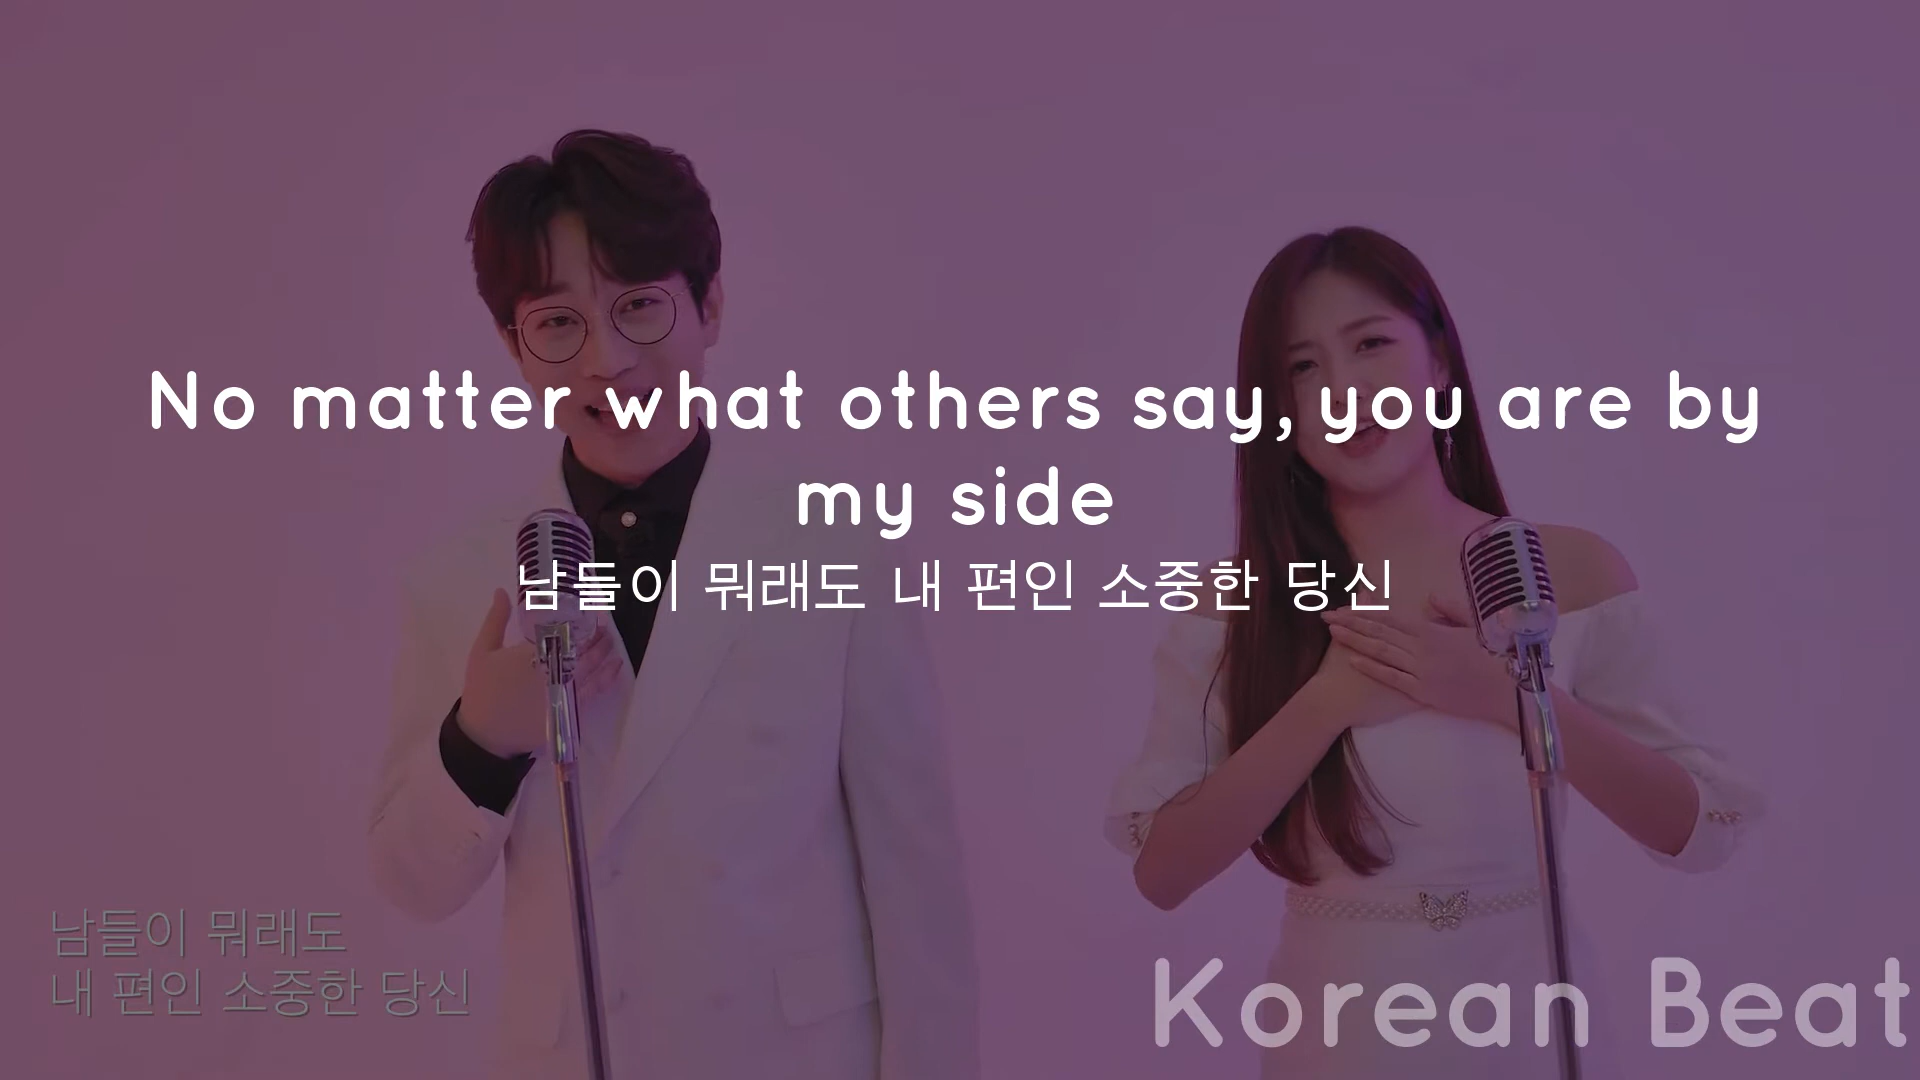 No matter what others say, you are by
my side
남들이 뭐래도 내 편인 소중한 당신
남들이 뭐래도
내 편인 소중한 당신
Korean Beat